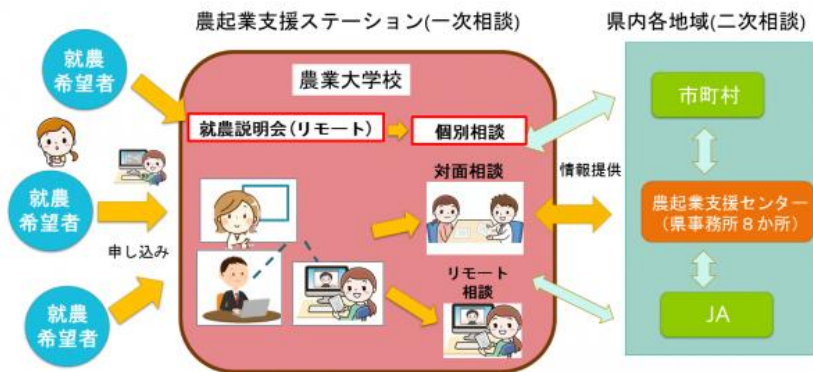 農起業支援ステーション(一次相談)
県内各地域(二次相談)
就農
希望者
農業大学校
就農説明会(リモート)
個別相談
市町村
就農
希望者
対面相談
情報提供
農起業支援センター
(県事務所８か所)
申し込み
リモート
相談
就農
希望者
JA